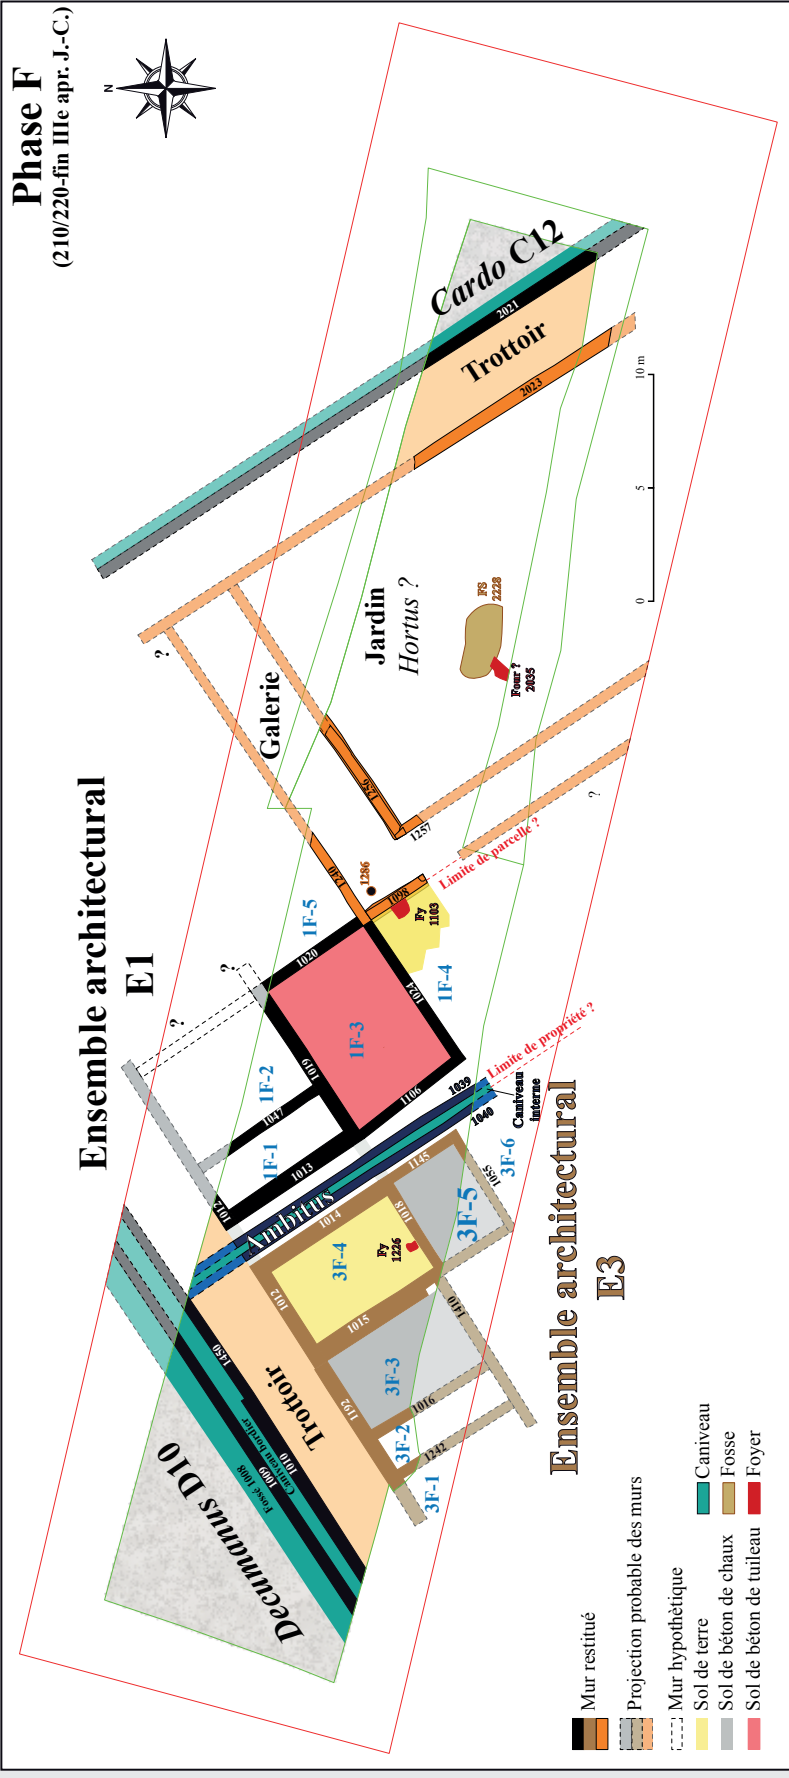 Phase F
(210/220-fin IIIe apr. J.-C.)
N
Ensemble architectural
E1
Cardo C12
2021
Trottoir
2023
?
Galerie
Jardin
Hortus ?
FS
2228
Four ?
2035
0
5
10 m
1256
1257
?
1240
1286
1098
Limite de parcelle ?
Fy
1103
1F-5
1020
1F-4
1024
1F-3
?
?
1F-2
1019
1047
1F-1
1013
1106
1012
Ambitus
1039
1040
Limite de propriété ?
Caniveau
interne
1014
1145
1055
3F-6
1018
3F-5
3F-4
Fy
1226
1012
1015
1410
3F-3
1192
1016
3F-2
1242
3F-1
Trottoir
1450
Caniveau bordier
1010
1009
Fossé 1008
Decumanus D10
Ensemble architectural
E3
Mur restitué
Projection probable des murs
Mur hypothètique
Sol de terre
Sol de béton de chaux
Sol de béton de tuileau
Caniveau
Fosse
Foyer